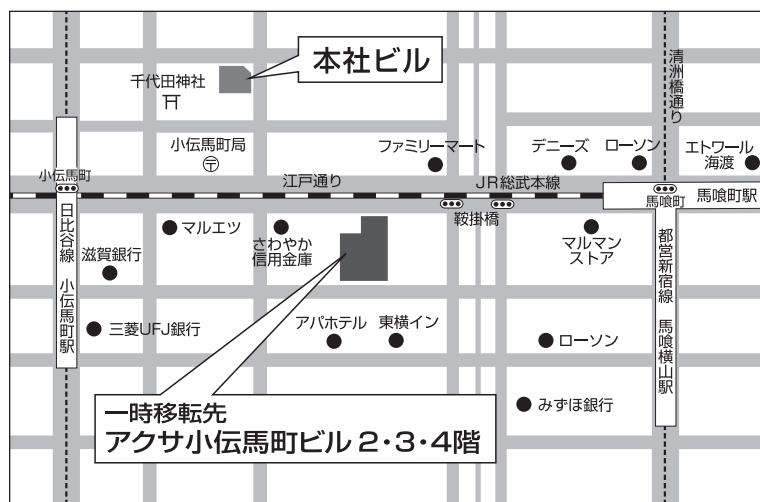 本社ビル
千代田神社
清洲橋通り
小伝馬町局
ファミリーマート
デニーズ
ローソン
エトワール
海渡
小伝馬町
江戸通り
JR総武本線
馬喰町
馬喰町駅
鞍掛橋
マルエツ
さわやか
信用金庫
マルマン
ストア
滋賀銀行
日比谷線 小伝馬町駅
都営新宿線 馬喰横山駅
三菱UFJ銀行
アパホテル
東横イン
ローソン
みずほ銀行
一時移転先
アクサ小伝馬町ビル2・3・4階